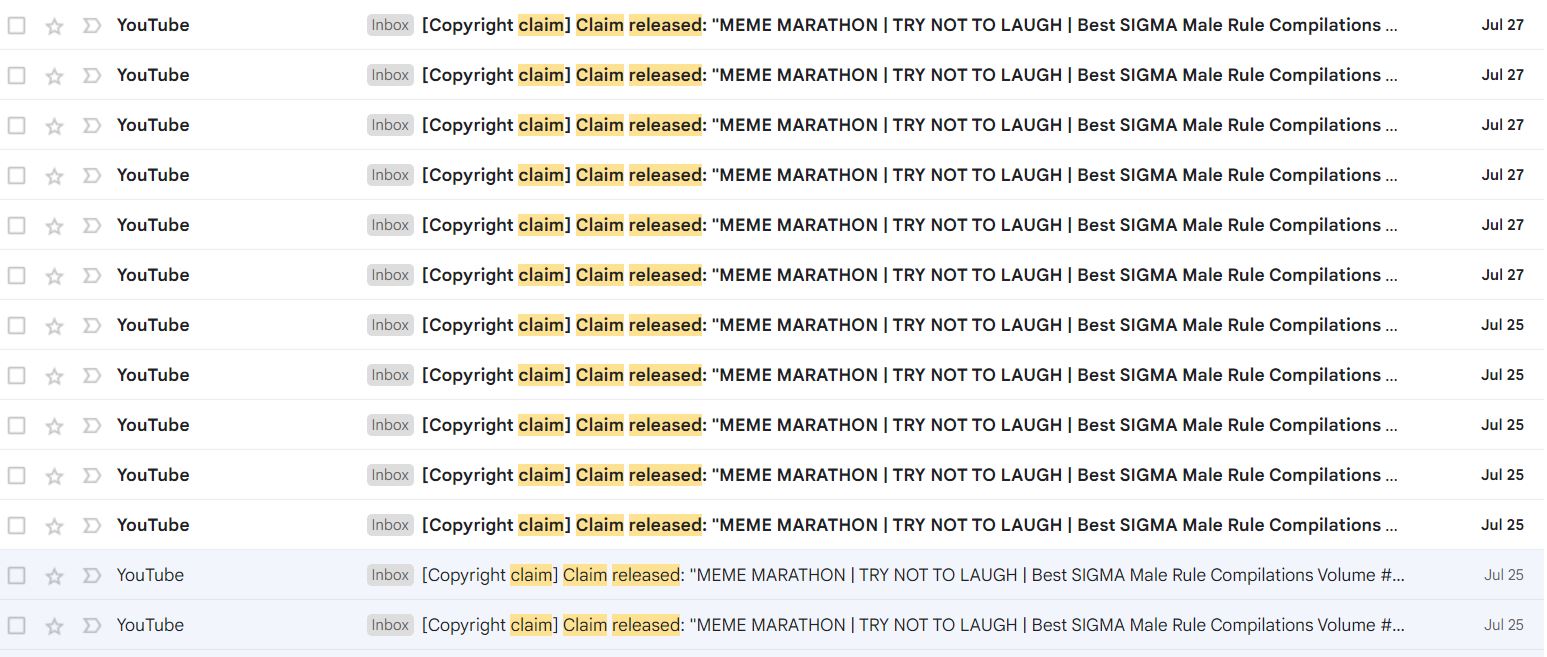 YouTube Inbox [Copyright claim] Claim released: "MEME MARATHON | TRY NOT TO LAUGH | Best SIGMA Male Rule Compilations ... Jul 27
YouTube Inbox [Copyright claim] Claim released: "MEME MARATHON | TRY NOT TO LAUGH | Best SIGMA Male Rule Compilations ... Jul 27
YouTube Inbox [Copyright claim] Claim released: "MEME MARATHON | TRY NOT TO LAUGH | Best SIGMA Male Rule Compilations ... Jul 27
YouTube Inbox [Copyright claim] Claim released: "MEME MARATHON | TRY NOT TO LAUGH | Best SIGMA Male Rule Compilations ... Jul 27
YouTube Inbox [Copyright claim] Claim released: "MEME MARATHON | TRY NOT TO LAUGH | Best SIGMA Male Rule Compilations ... Jul 27
YouTube Inbox [Copyright claim] Claim released: "MEME MARATHON | TRY NOT TO LAUGH | Best SIGMA Male Rule Compilations ... Jul 27
YouTube Inbox [Copyright claim] Claim released: "MEME MARATHON | TRY NOT TO LAUGH | Best SIGMA Male Rule Compilations ... Jul 25
YouTube Inbox [Copyright claim] Claim released: "MEME MARATHON | TRY NOT TO LAUGH | Best SIGMA Male Rule Compilations ... Jul 25
YouTube Inbox [Copyright claim] Claim released: "MEME MARATHON | TRY NOT TO LAUGH | Best SIGMA Male Rule Compilations ... Jul 25
YouTube Inbox [Copyright claim] Claim released: "MEME MARATHON | TRY NOT TO LAUGH | Best SIGMA Male Rule Compilations ... Jul 25
YouTube Inbox [Copyright claim] Claim released: "MEME MARATHON | TRY NOT TO LAUGH | Best SIGMA Male Rule Compilations ... Jul 25
YouTube Inbox [Copyright claim] Claim released: "MEME MARATHON | TRY NOT TO LAUGH | Best SIGMA Male Rule Compilations Volume #... Jul 25
YouTube Inbox [Copyright claim] Claim released: "MEME MARATHON | TRY NOT TO LAUGH | Best SIGMA Male Rule Compilations Volume #... Jul 25